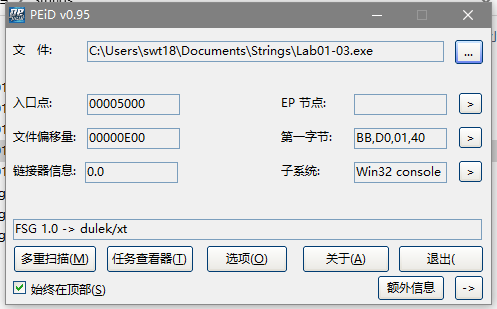 PEiD v0.95
文 件: C:\Users\swt18\Documents\Strings\Lab01-03.exe ...
入口点: 00005000 EP 节点: >
文件偏移量: 00000E00 第一字节: BB,D0,01,40 >
链接器信息: 0.0 子系统: Win32 console >
FSG 1.0 -> dulek/xt
多重扫描(M) 任务查看器(T) 选项(O) 关于(A) 退出(
始终在顶部(S) 额外信息 ->